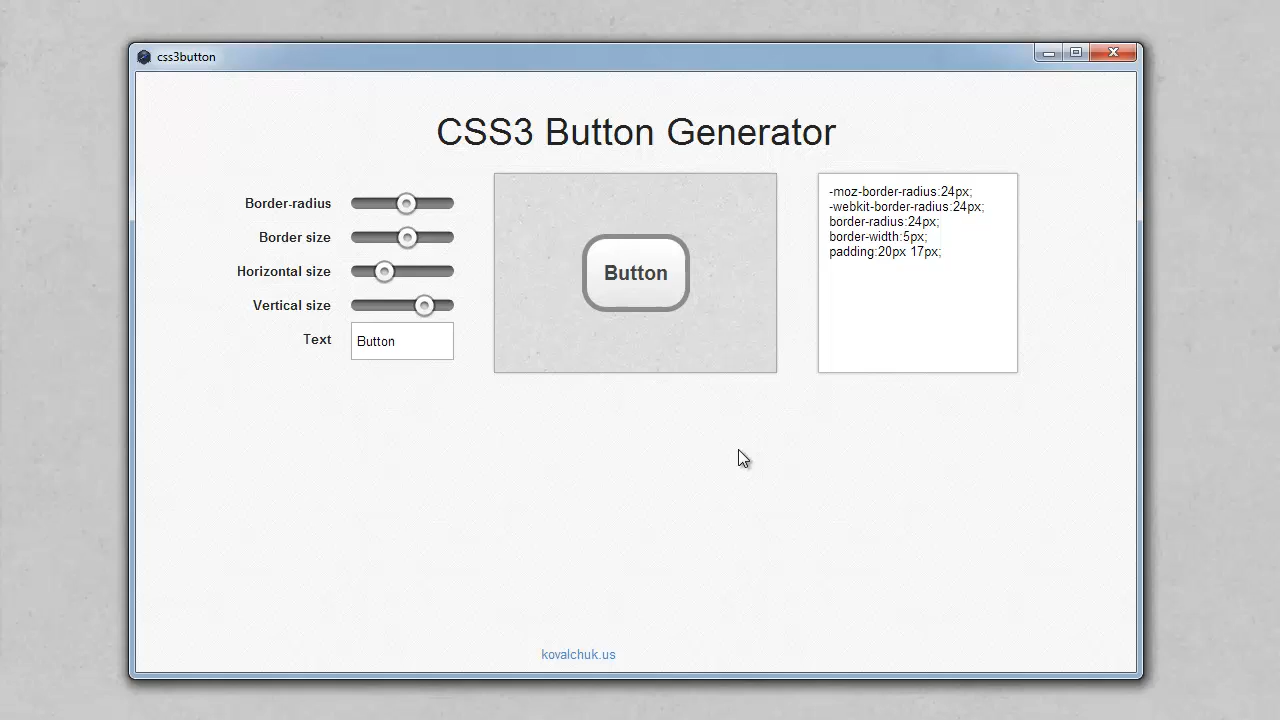 css3button
CSS3 Button Generator
Border-radius
Border size
Horizontal size
Vertical size
Text
Button
Button
-moz-border-radius:24px;
-webkit-border-radius:24px;
border-radius:24px;
border-width:5px;
padding:20px 17px;
kovalchuk.us